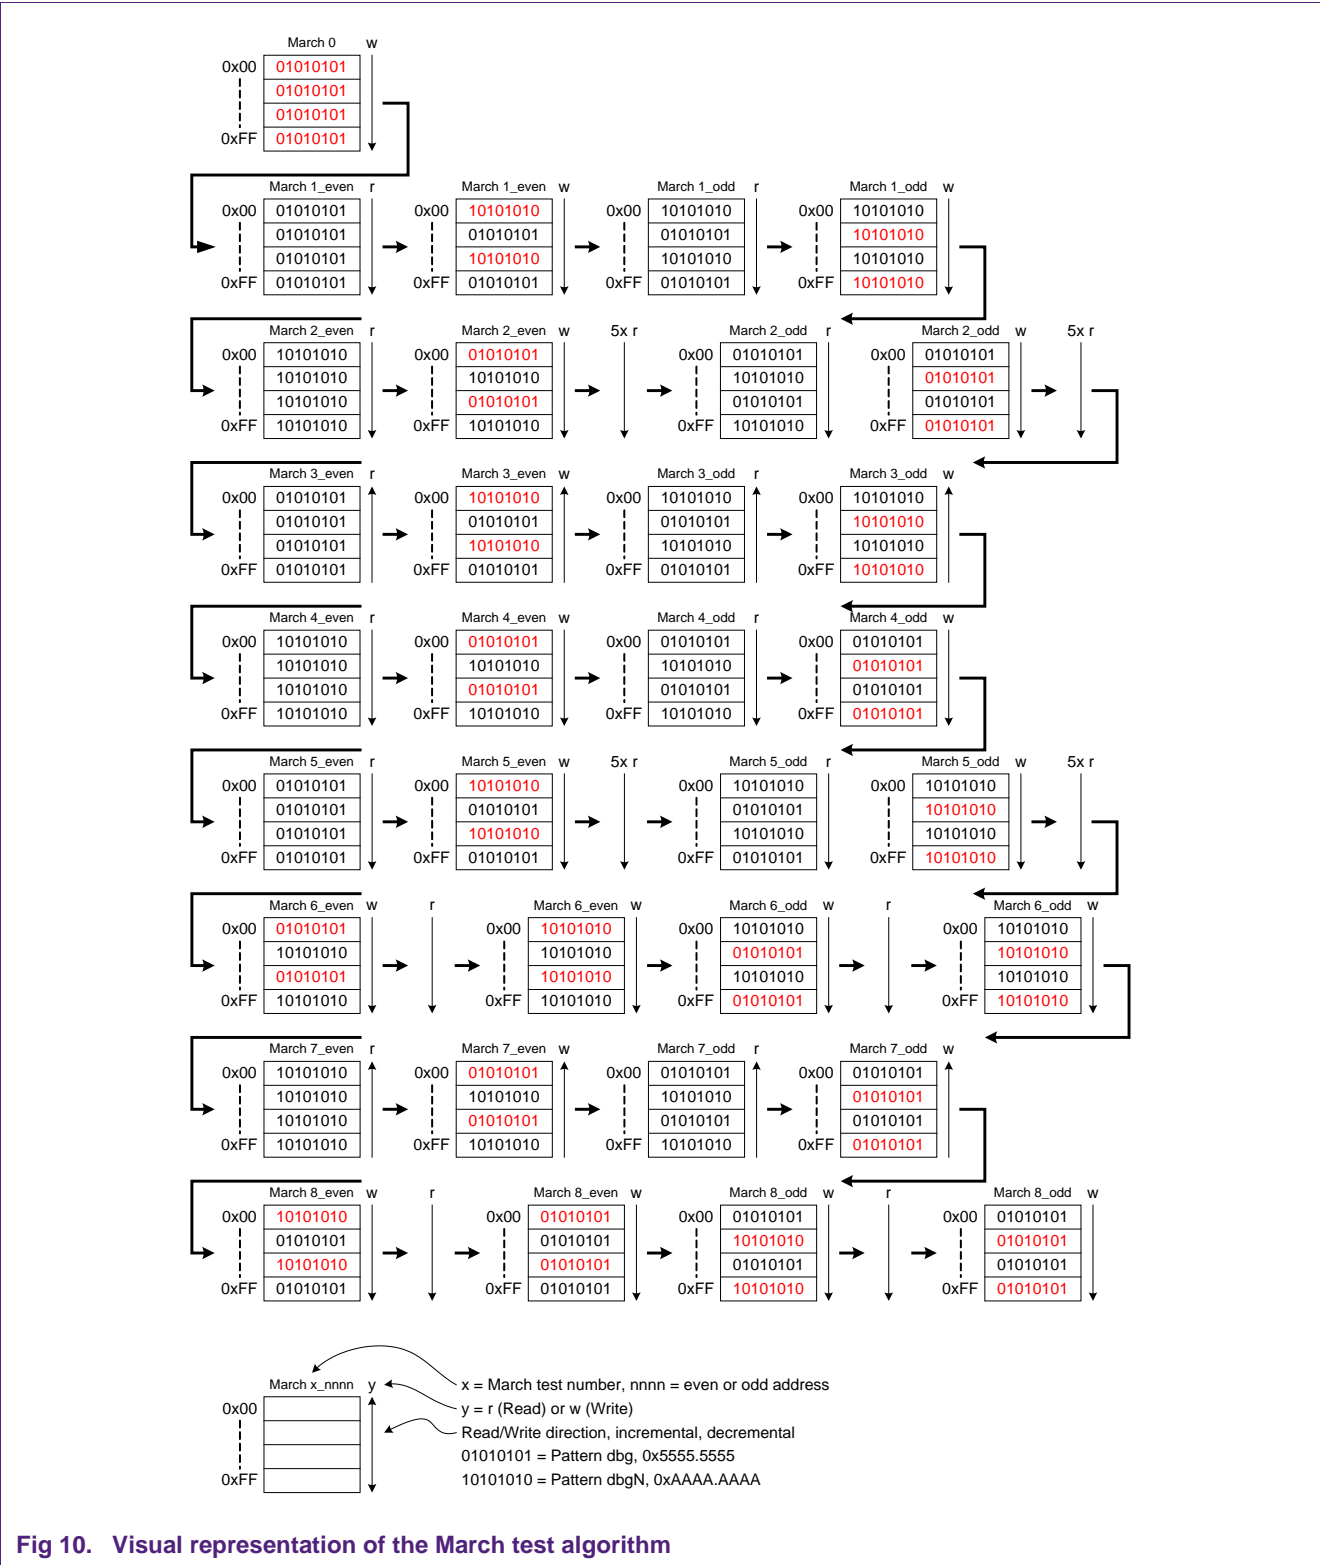 March 0 w
0x00 01010101
01010101
01010101
0xFF 01010101
March 1_even r March 1_even w March 1_odd r March 1_odd w
0x00 01010101 0x00 10101010 0x00 10101010 0x00 10101010
01010101 01010101 01010101 10101010
01010101 10101010 10101010 10101010
0xFF 01010101 0xFF 01010101 0xFF 01010101 0xFF 10101010
March 2_even r March 2_even w 5x r March 2_odd r March 2_odd w 5x r
0x00 10101010 0x00 01010101 0x00 01010101 0x00 01010101
10101010 10101010 10101010 01010101
10101010 01010101 01010101 01010101
0xFF 10101010 0xFF 10101010 0xFF 10101010 0xFF 01010101
March 3_even r March 3_even w March 3_odd r March 3_odd w
0x00 01010101 0x00 10101010 0x00 10101010 0x00 10101010
01010101 01010101 01010101 10101010
01010101 10101010 10101010 10101010
0xFF 01010101 0xFF 01010101 0xFF 01010101 0xFF 10101010
March 4_even r March 4_even w March 4_odd r March 4_odd w
0x00 10101010 0x00 01010101 0x00 01010101 0x00 01010101
10101010 10101010 10101010 01010101
10101010 01010101 01010101 01010101
0xFF 10101010 0xFF 10101010 0xFF 10101010 0xFF 01010101
March 5_even r March 5_even w 5x r March 5_odd r March 5_odd w 5x r
0x00 01010101 0x00 10101010 0x00 10101010 0x00 10101010
01010101 01010101 01010101 10101010
01010101 10101010 10101010 10101010
0xFF 01010101 0xFF 01010101 0xFF 01010101 0xFF 10101010
March 6_even w r March 6_even w March 6_odd w r March 6_odd w
0x00 01010101 0x00 10101010 0x00 10101010 0x00 10101010
10101010 10101010 01010101 10101010
01010101 10101010 10101010 10101010
0xFF 10101010 0xFF 10101010 0xFF 01010101 0xFF 10101010
March 7_even r March 7_even w March 7_odd r March 7_odd w
0x00 10101010 0x00 01010101 0x00 01010101 0x00 01010101
10101010 10101010 10101010 01010101
10101010 01010101 01010101 01010101
0xFF 10101010 0xFF 10101010 0xFF 10101010 0xFF 01010101
March 8_even w r March 8_even w March 8_odd w r March 8_odd w
0x00 10101010 0x00 01010101 0x00 01010101 0x00 01010101
01010101 01010101 10101010 01010101
10101010 01010101 01010101 01010101
0xFF 01010101 0xFF 01010101 0xFF 10101010 0xFF 01010101
March x_nnnn y x = March test number, nnnn = even or odd address
0x00 y = r (Read) or w (Write)
Read/Write direction, incremental, decremental
01010101 = Pattern dbg, 0x5555.5555
0xFF 10101010 = Pattern dbgN, 0xAAAA.AAAA
Fig 10. Visual representation of the March test algorithm